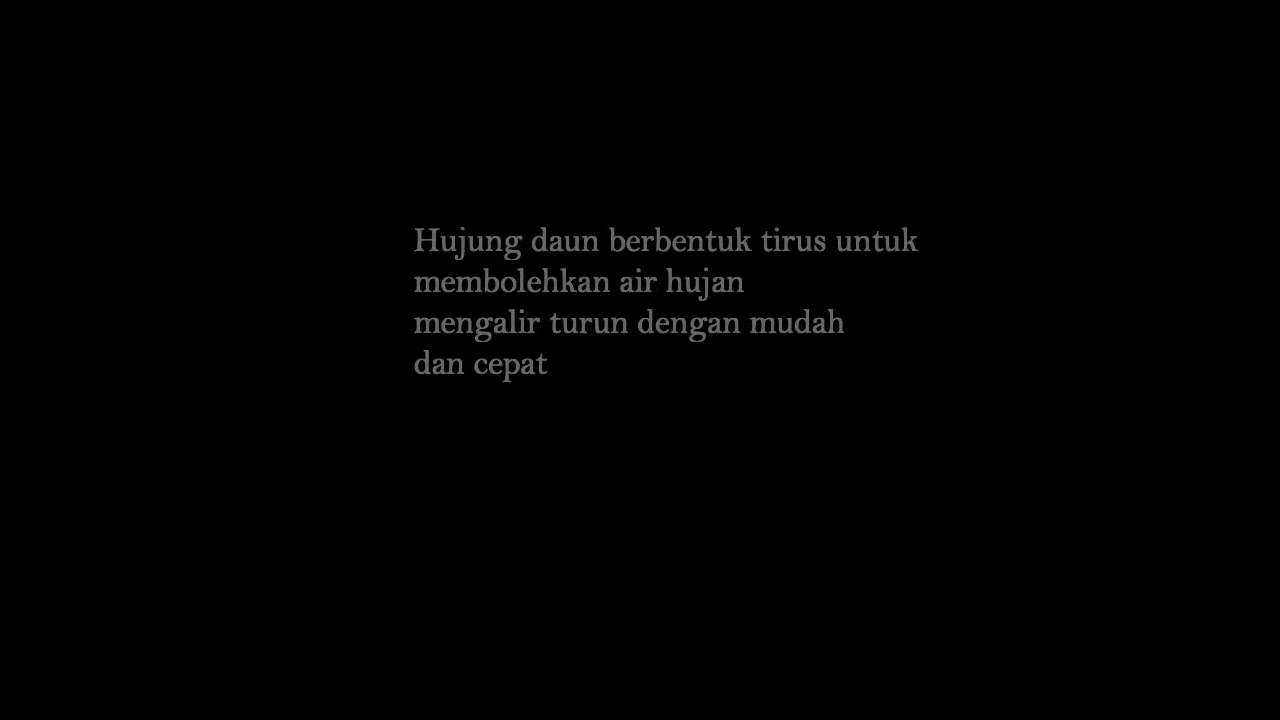 Hujung daun berbentuk tirus untuk
membolehkan air hujan
mengalir turun dengan mudah
dan cepat